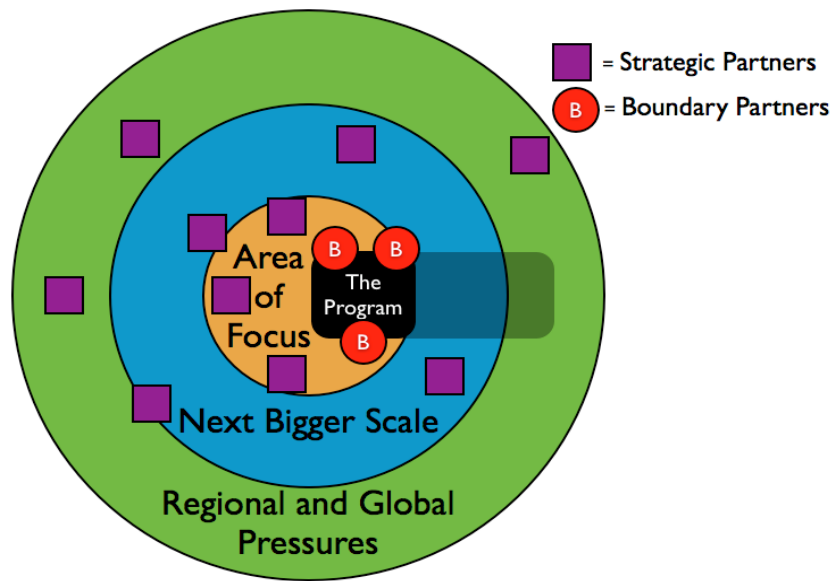 = Strategic Partners
B = Boundary Partners
B
B
Area
of
Focus
The
Program
B
Next Bigger Scale
Regional and Global
Pressures